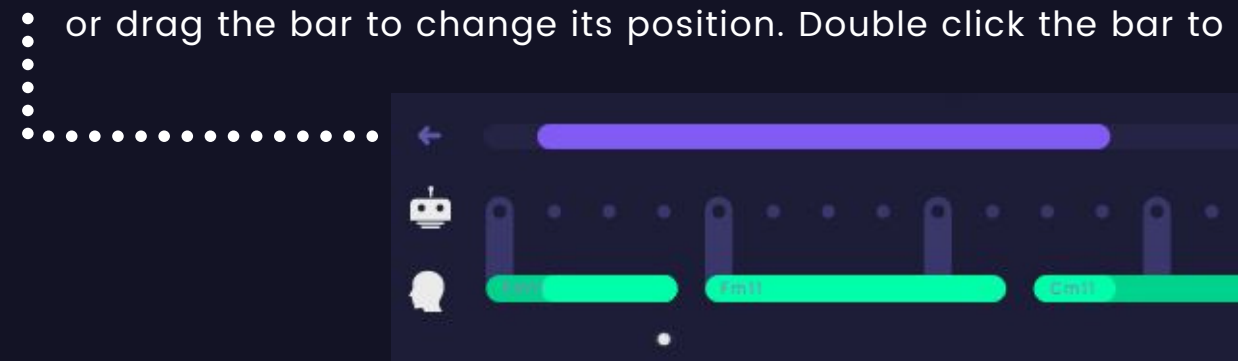 or drag the bar to change its position. Double click the bar to
Fm11
Cm11